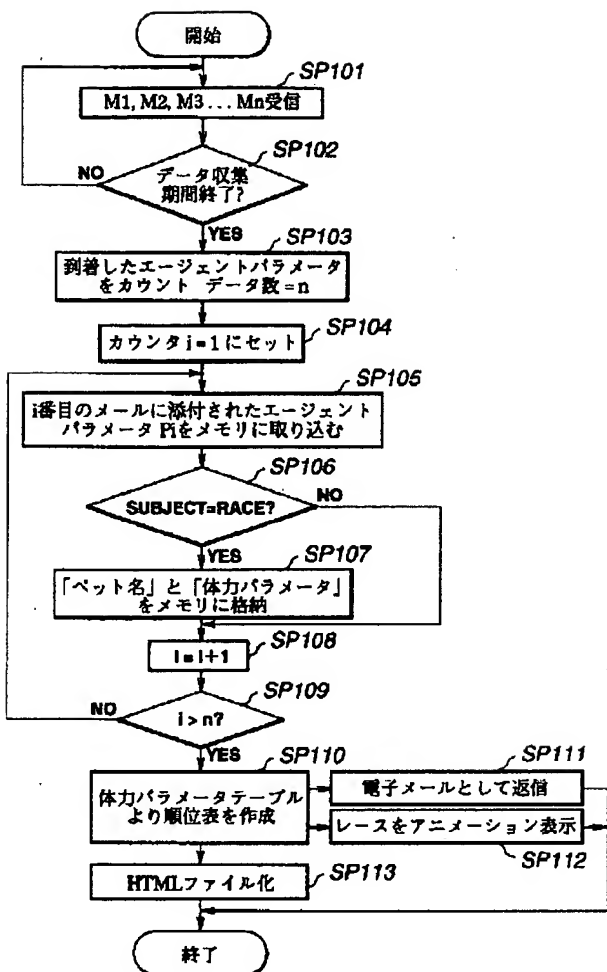 開始
SP101
M1, M2, M3 . . . Mn受信
SP102
データ収集
期間終了?
NO
YES
SP103
到着したエージェントパラメータ
をカウント データ数=n
SP104
カウンタ i=1にセット
SP105
i番目のメールに添付されたエージェント
パラメータ Piをメモリに取り込む
SP106
SUBJECT=RACE?
NO
YES
SP107
「ペット名」と「体力パラメータ」
をメモリに格納
SP108
i=i+1
SP109
i>n?
NO
YES
SP110
体力パラメータテーブル
より順位表を作成
SP111
電子メールとして返信
レースをアニメーション表示
SP112
SP113
HTMLファイル化
終了